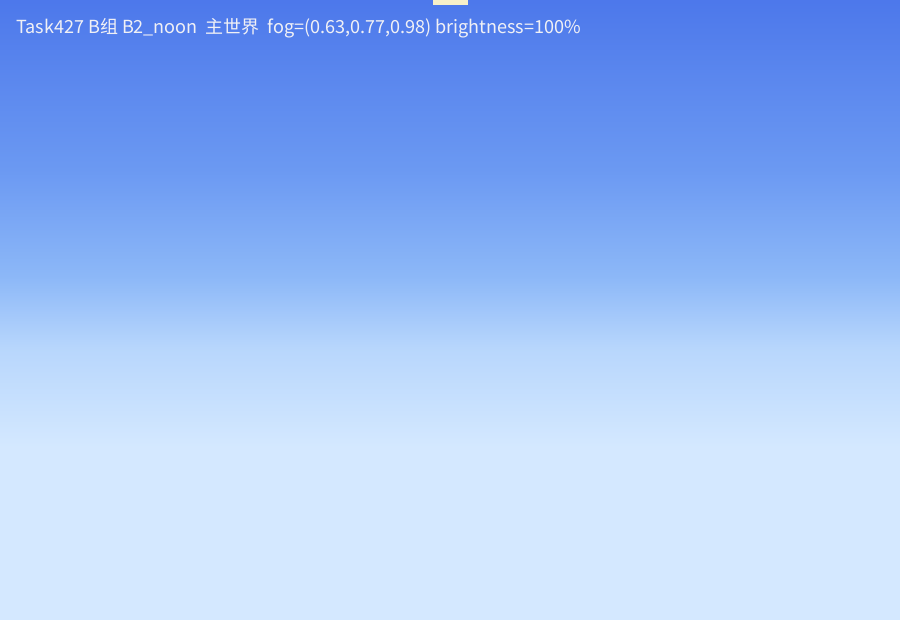 Task427 B组 B2_noon  主世界  fog=(0.63,0.77,0.98) brightness=100%